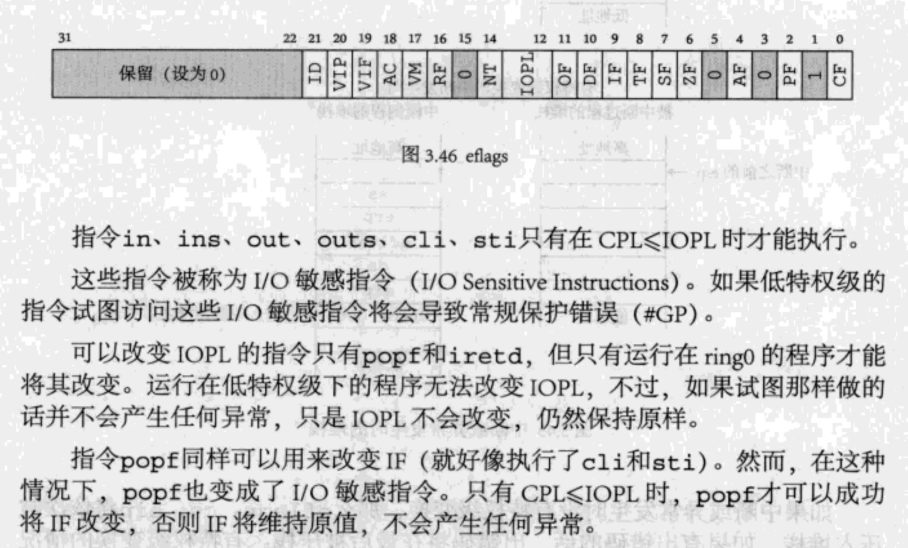 31 22 21 20 19 18 17 16 15 14 12 11 10 9 8 7 6 5 4 3 2 1 0
保留（设为0） ID VIP VIF AC VM RF 0 NT IOPL OF DF IF TF SF ZF 0 AF 0 PF 1 CF
图 3.46 eflags
指令in、ins、out、outs、cli、sti只有在 CPL⩽IOPL 时才能执行。
这些指令被称为 I/O 敏感指令（I/O Sensitive Instructions）。如果低特权级的
指令试图访问这些 I/O 敏感指令将会导致常规保护错误（#GP）。
可以改变 IOPL 的指令只有popf和iretd，但只有运行在 ring0 的程序才能
将其改变。运行在低特权级下的程序无法改变 IOPL，不过，如果试图那样做的
话并不会产生任何异常，只是 IOPL 不会改变，仍然保持原样。
指令popf同样可以用来改变 IF（就好像执行了cli和sti）。然而，在这种
情况下，popf也变成了 I/O 敏感指令。只有 CPL⩽IOPL 时，popf才可以成功
将 IF 改变，否则 IF 将维持原值，不会产生任何异常。